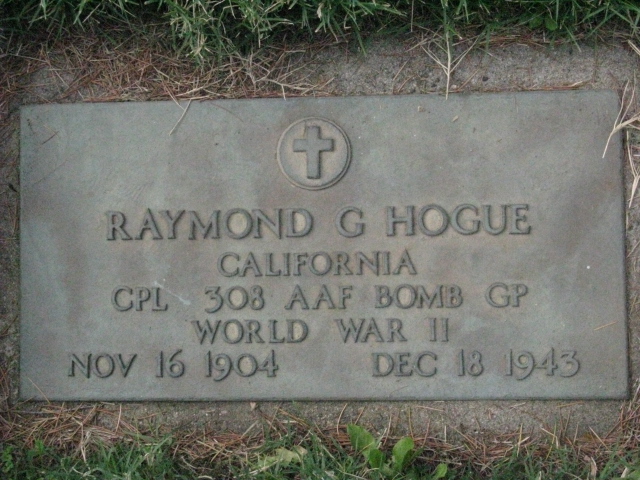 RAYMOND G HOGUE
CALIFORNIA
CPL 308 AAF BOMB GP
WORLD WAR II
NOV 16 1904 DEC 18 1943